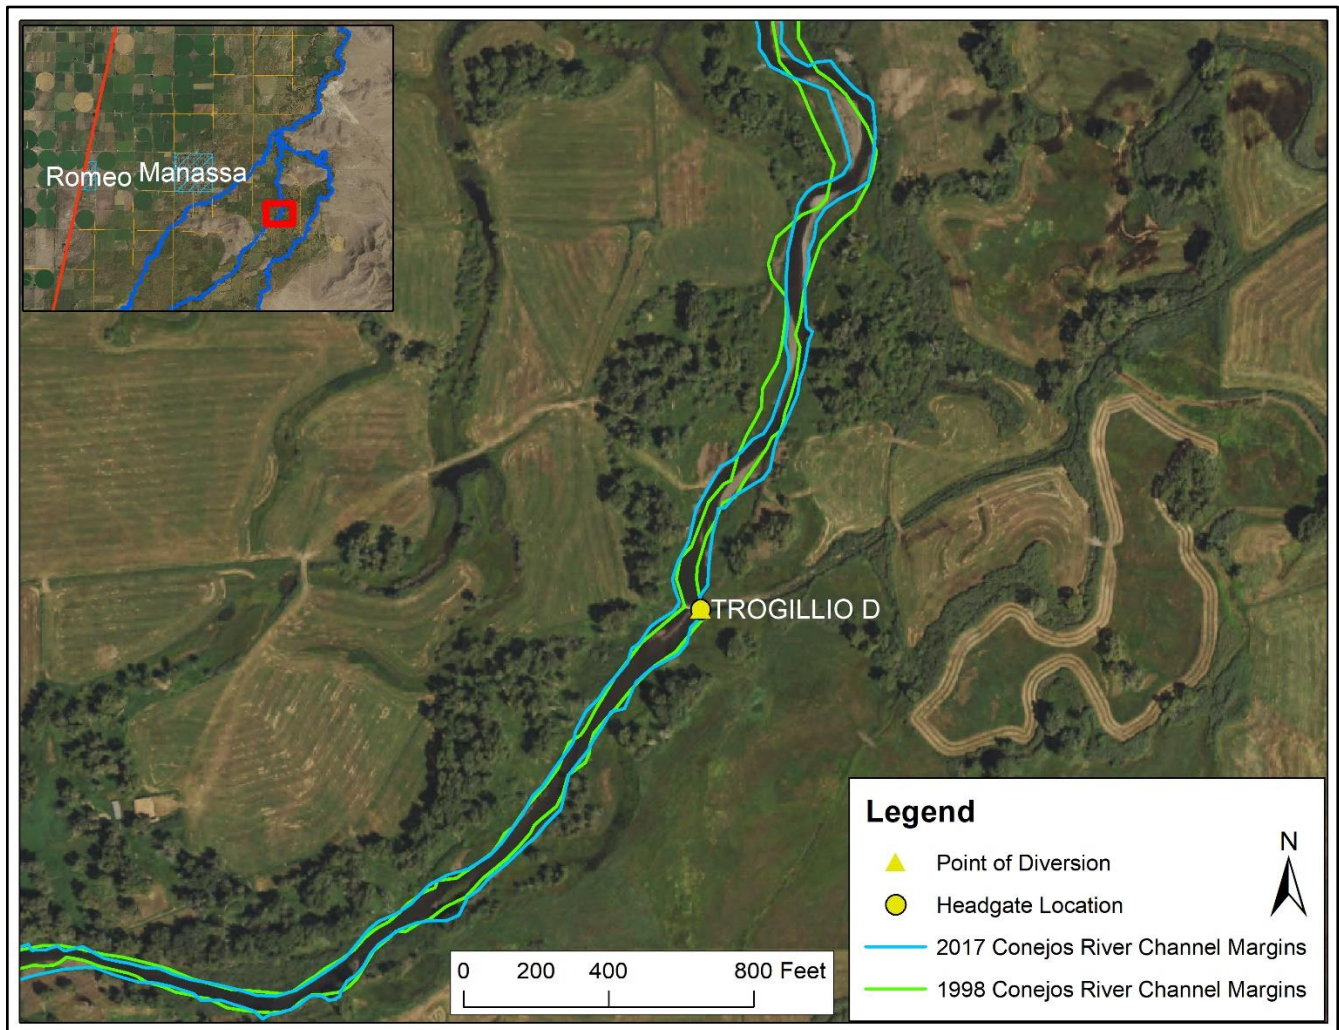 Romeo Manassa
TROGILLIO D
Legend
Point of Diversion
Headgate Location
2017 Conejos River Channel Margins
1998 Conejos River Channel Margins
N
0 200 400 800 Feet